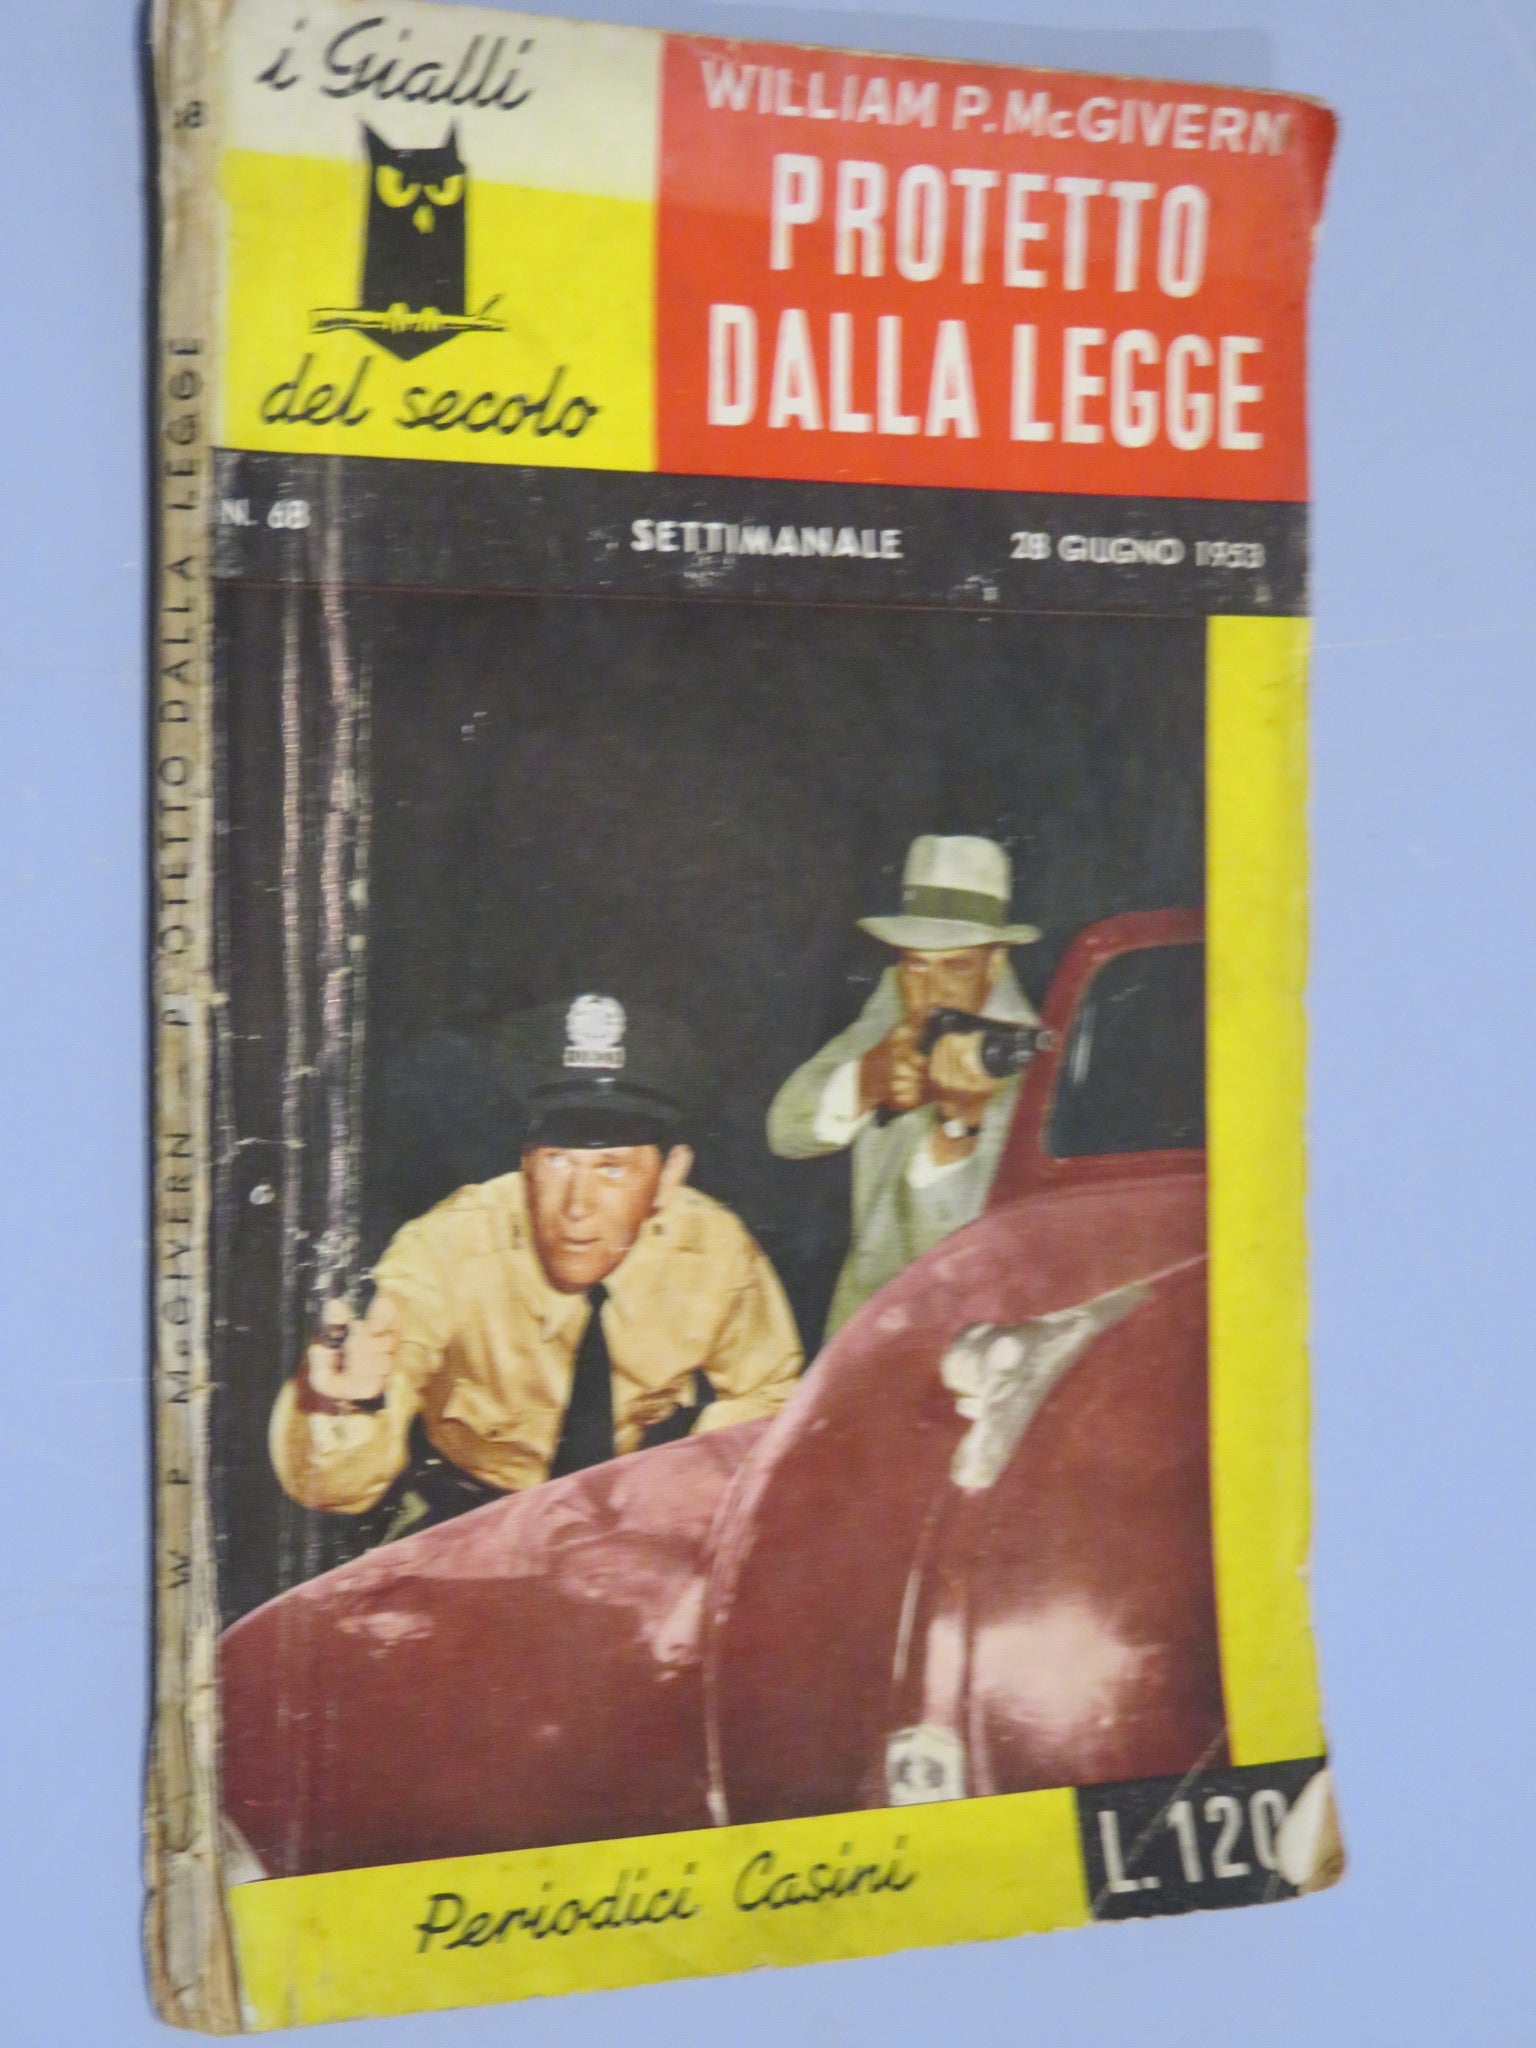 i Gialli
del secolo
WILLIAM P. McGIVERN
PROTETTO
DALLA LEGGE
N. 68
SETTIMANALE
28 GIUGNO 1953
Periodici Casini
L. 120
W P McGIVERN — PROTETTO DALLA LEGGE